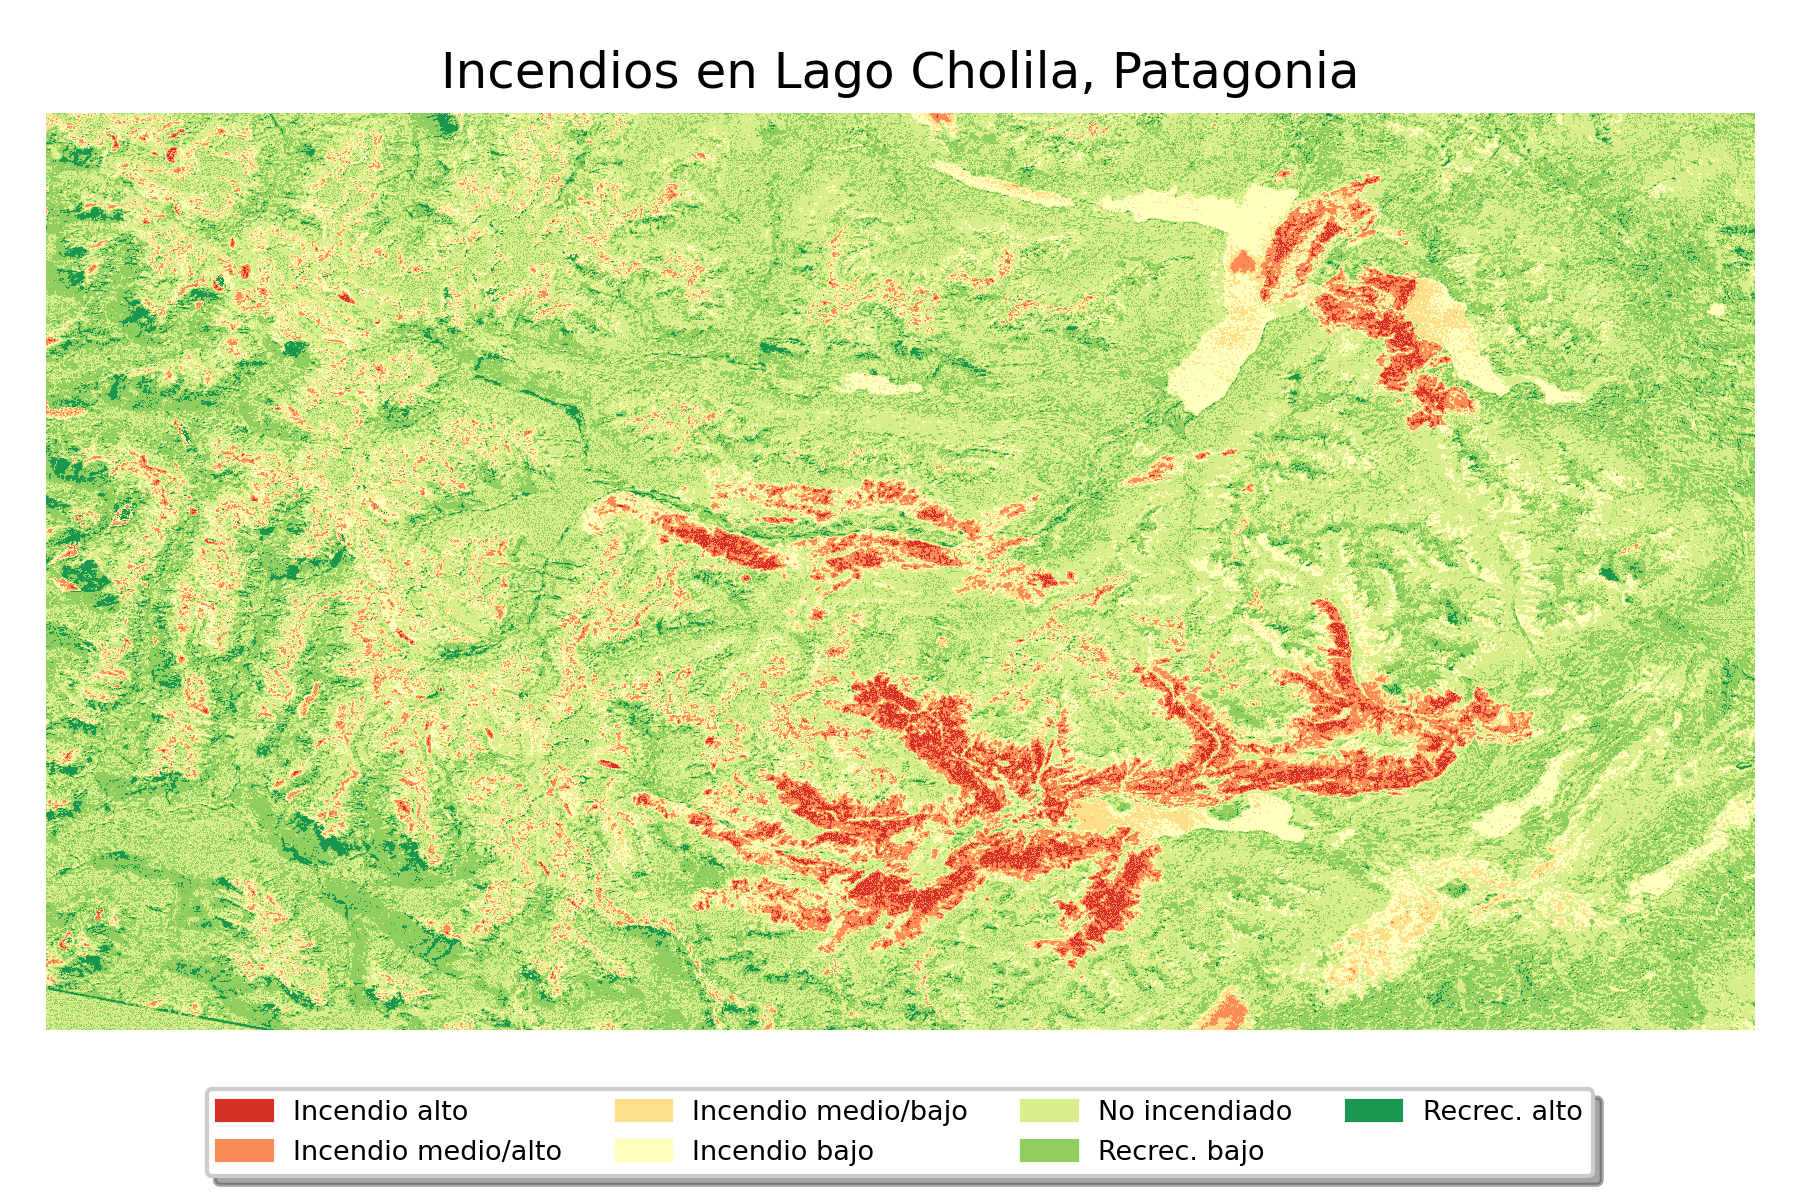 Incendios en Lago Cholila, Patagonia
Incendio alto
Incendio medio/alto
Incendio medio/bajo
Incendio bajo
No incendiado
Recrec. bajo
Recrec. alto